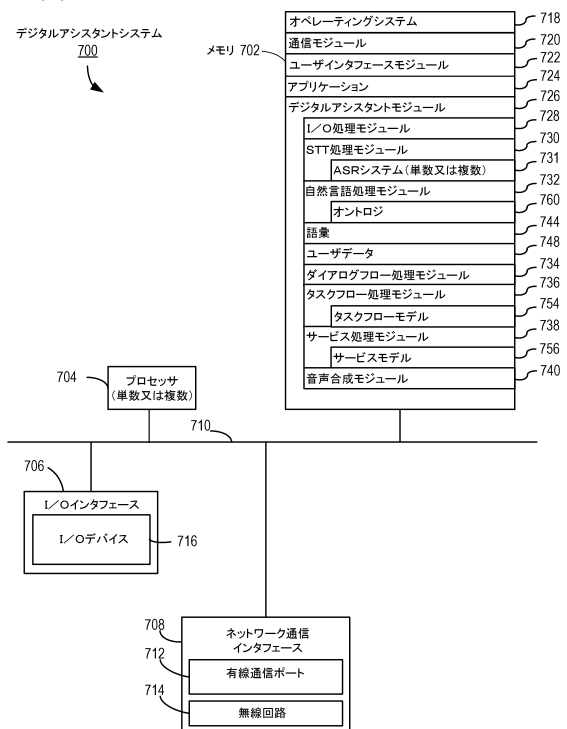 デジタルアシスタントシステム
700
メモリ 702
オペレーティングシステム 718
通信モジュール 720
ユーザインタフェースモジュール 722
アプリケーション 724
デジタルアシスタントモジュール 726
I/O処理モジュール 728
STT処理モジュール 730
ASRシステム(単数又は複数) 731
自然言語処理モジュール 732
オントロジ 760
語彙 744
ユーザデータ 748
ダイアログフロー処理モジュール 734
タスクフロー処理モジュール 736
タスクフローモデル 754
サービス処理モジュール 738
サービスモデル 756
音声合成モジュール 740
704
プロセッサ
(単数又は複数)
710
706
I/Oインタフェース
I/Oデバイス 716
708
ネットワーク通信
インタフェース
712
有線通信ポート
714
無線回路